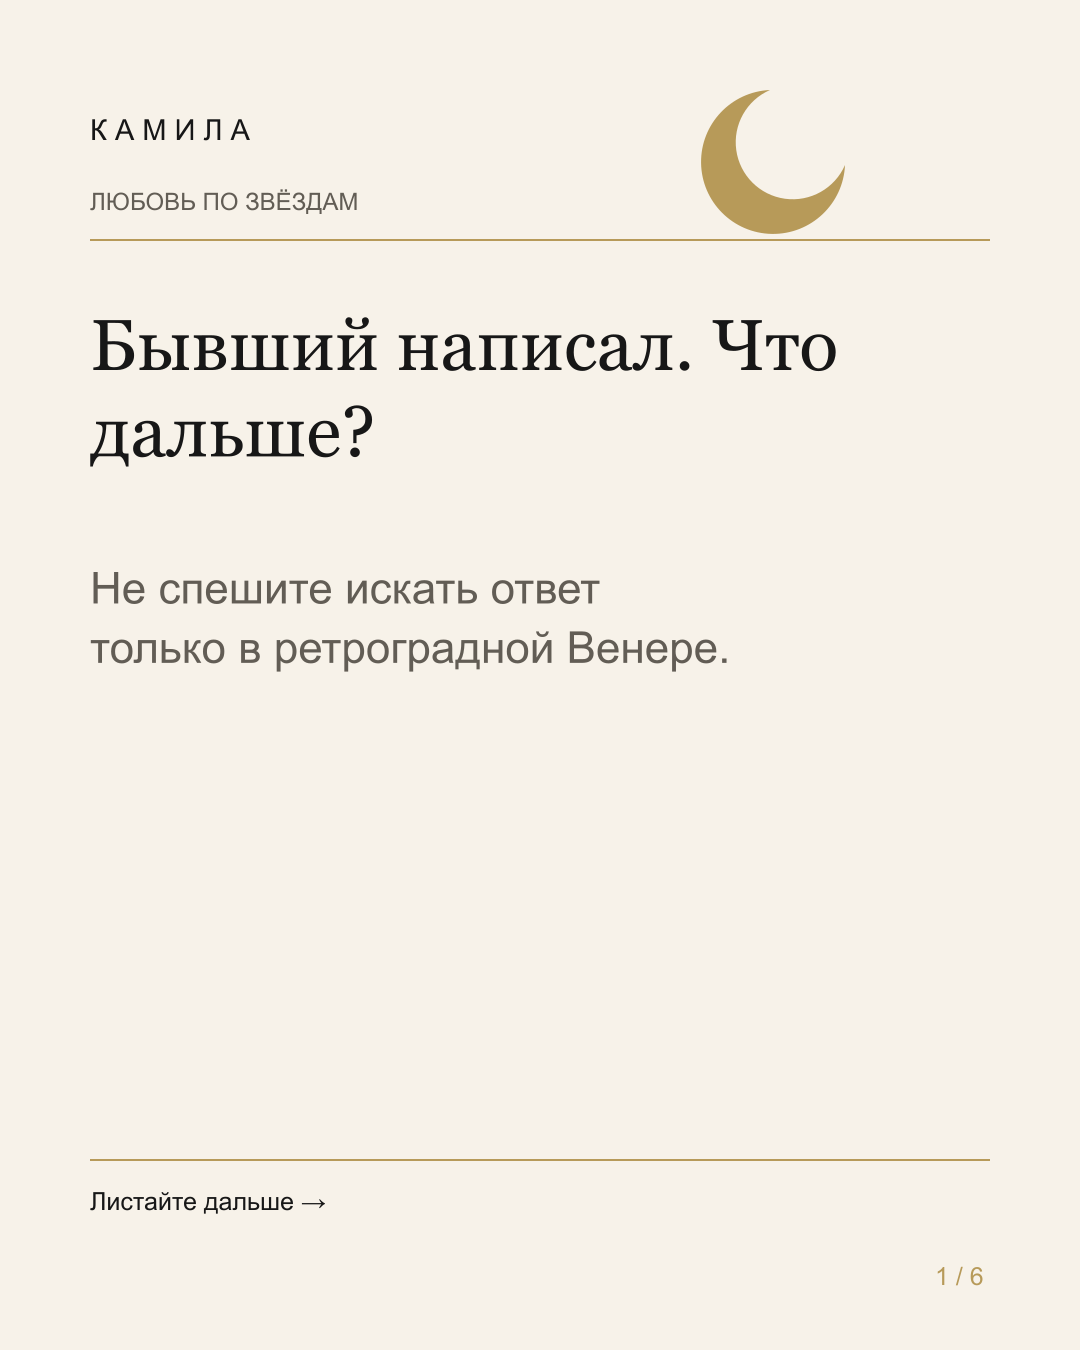 КАМИЛА
ЛЮБОВЬ ПО ЗВЁЗДАМ
Бывший написал. Что
дальше?
Не спешите искать ответ
только в ретроградной Венере.
Листайте дальше →
1 / 6